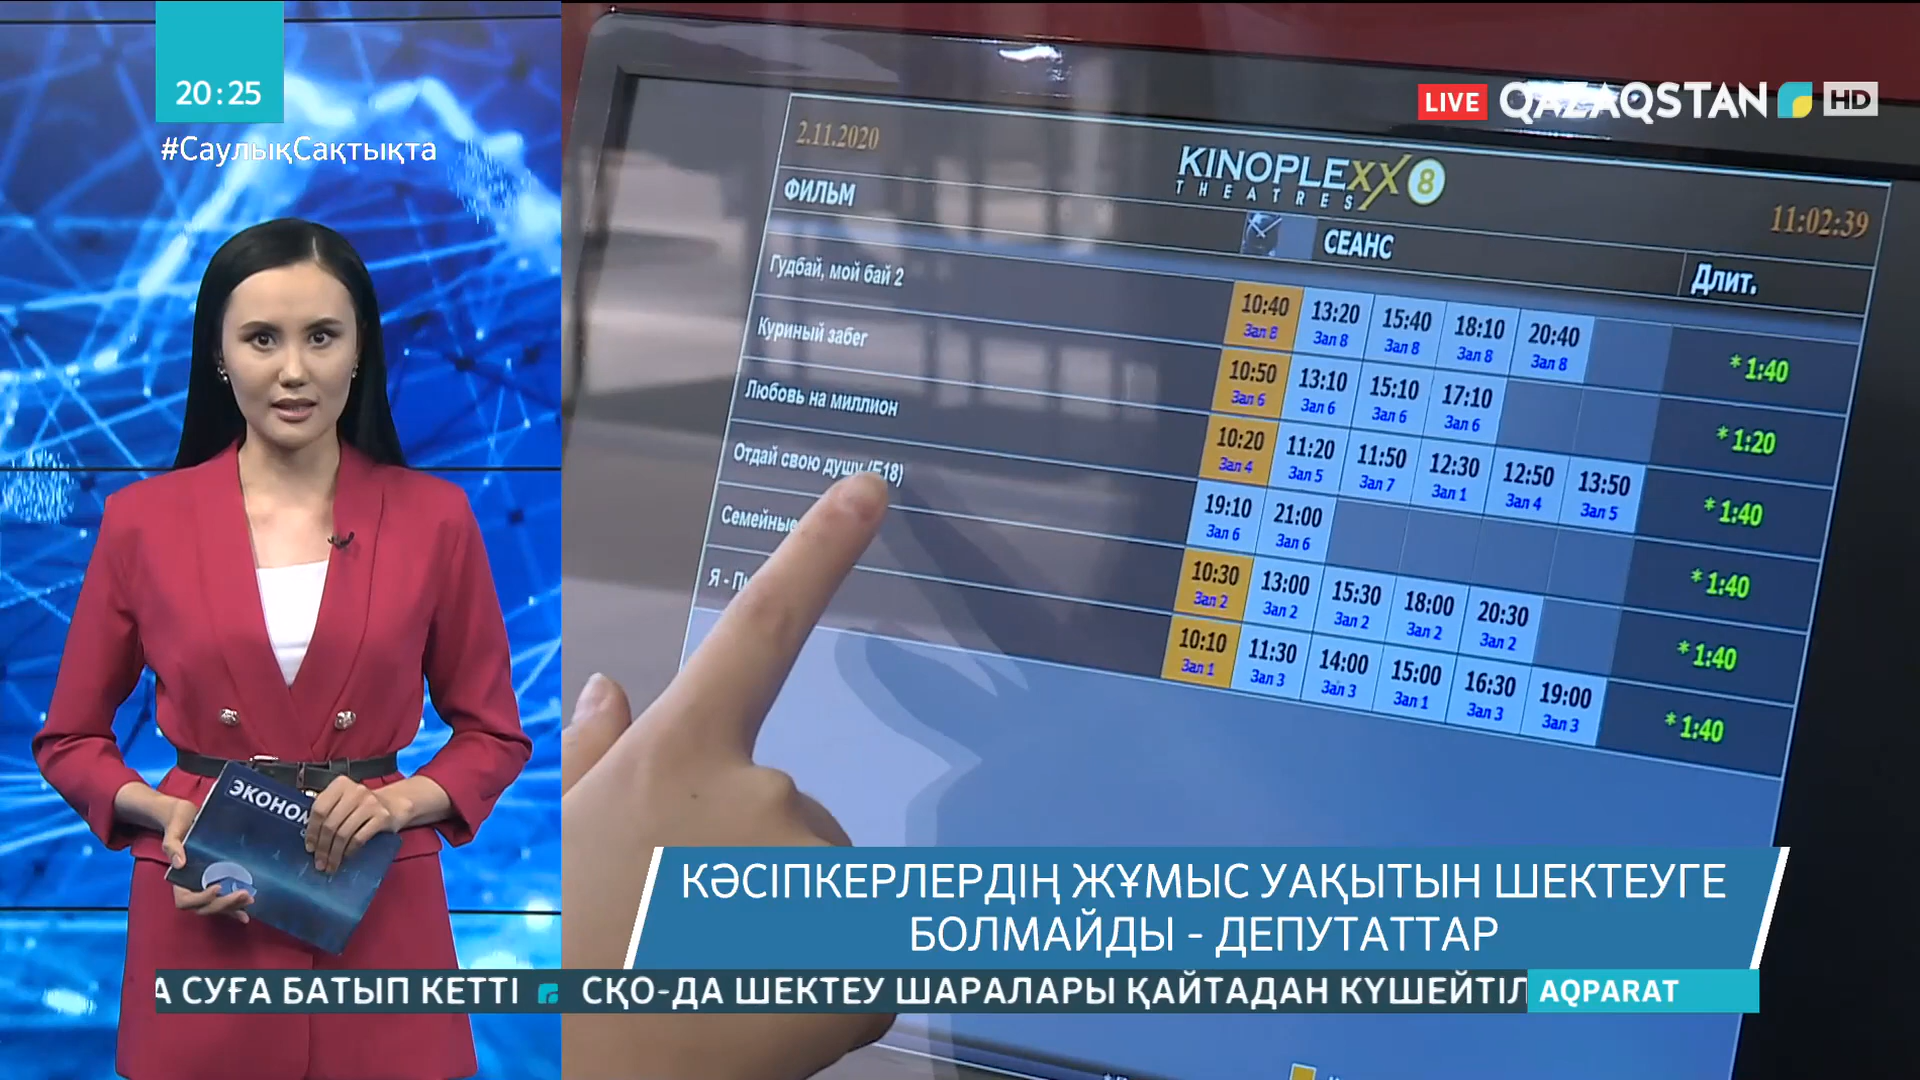 20:25
#СаулықСақтықта
LIVE QAZAQSTAN HD
2.11.2020
KINOPLEXX 8
THEATRES
11:02:39
ФИЛЬМ
СЕАНС
Длит.
Гудбай, мой бай 2
10:40 13:20 15:40 18:10 20:40
Зал 8 Зал 8 Зал 8 Зал 8 Зал 8
* 1:40
Куриный забег
10:50 13:10 15:10 17:10
Зал 6 Зал 6 Зал 6 Зал 6
* 1:20
Любовь на миллион
10:20 11:20 11:50 12:30 12:50 13:50
Зал 4 Зал 5 Зал 7 Зал 1 Зал 4 Зал 5
* 1:40
Отдай свою душу (E18)
19:10 21:00
Зал 6 Зал 6
* 1:40
Семейные
10:30 13:00 15:30 18:00 20:30
Зал 2 Зал 2 Зал 2 Зал 2 Зал 2
* 1:40
Я -
10:10 11:30 14:00 15:00 16:30 19:00
Зал 1 Зал 3 Зал 3 Зал 1 Зал 3 Зал 3
* 1:40
ЭКОНОМ
КӘСІПКЕРЛЕРДІҢ ЖҰМЫС УАҚЫТЫН ШЕКТЕУГЕ
БОЛМАЙДЫ - ДЕПУТАТТАР
А СУҒА БАТЫП КЕТТІ СҚО-ДА ШЕКТЕУ ШАРАЛАРЫ ҚАЙТАДАН КҮШЕЙТІЛ
AQPARAT